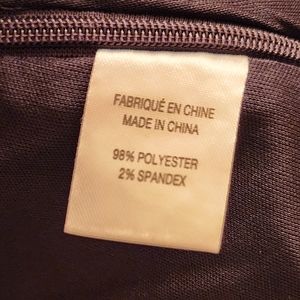 FABRIQUÉ EN CHINE
MADE IN CHINA
98% POLYESTER
2% SPANDEX